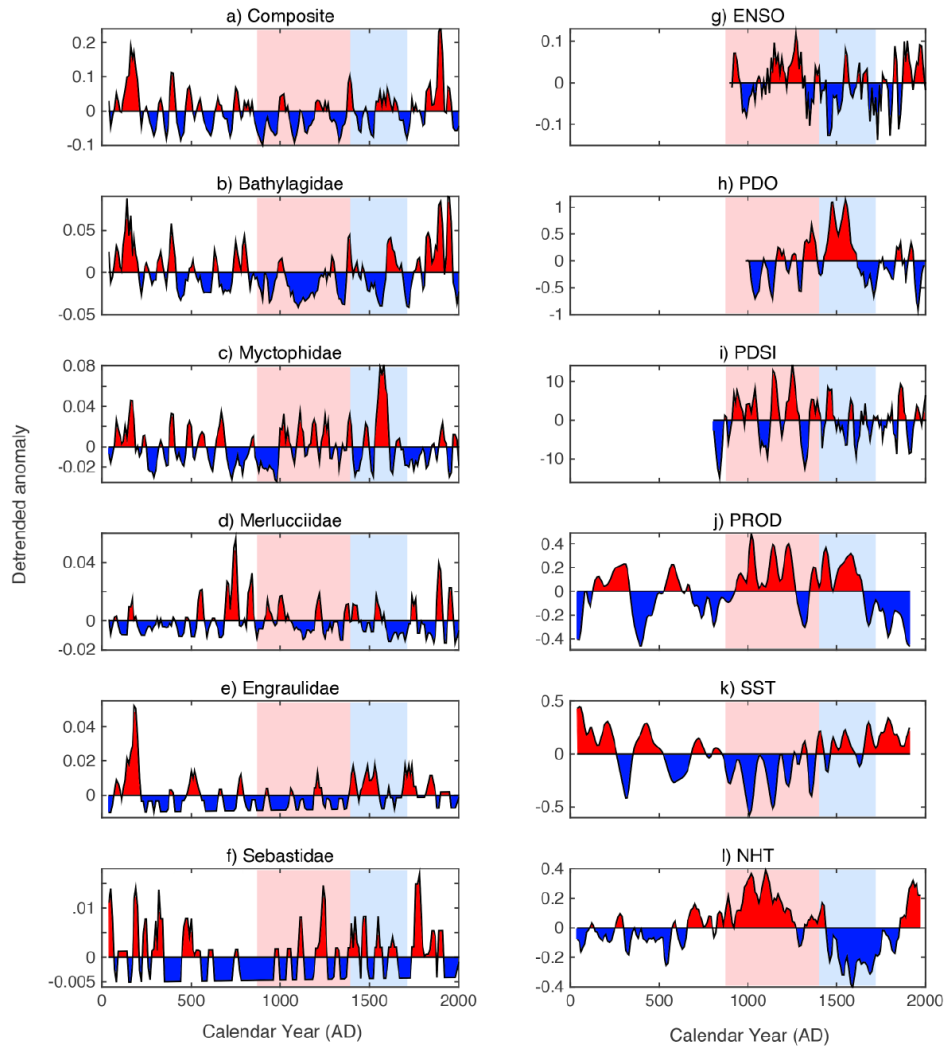 a) Composite
0.2
0.1
0
-0.1
b) Bathylagidae
0.05
0
-0.05
c) Myctophidae
0.08
0.04
0
-0.02
d) Merlucciidae
0.04
0
-0.02
e) Engraulidae
0.04
0.02
0
f) Sebastidae
.01
0
-0.005
0 500 1000 1500 2000
Calendar Year (AD)
Detrended anomaly
g) ENSO
0.1
0
-0.1
h) PDO
1
0.5
0
-0.5
-1
i) PDSI
10
0
-10
j) PROD
0.4
0.2
0
-0.2
-0.4
k) SST
0.5
0
-0.5
l) NHT
0.4
0.2
0
-0.2
-0.4
0 500 1000 1500 2000
Calendar Year (AD)